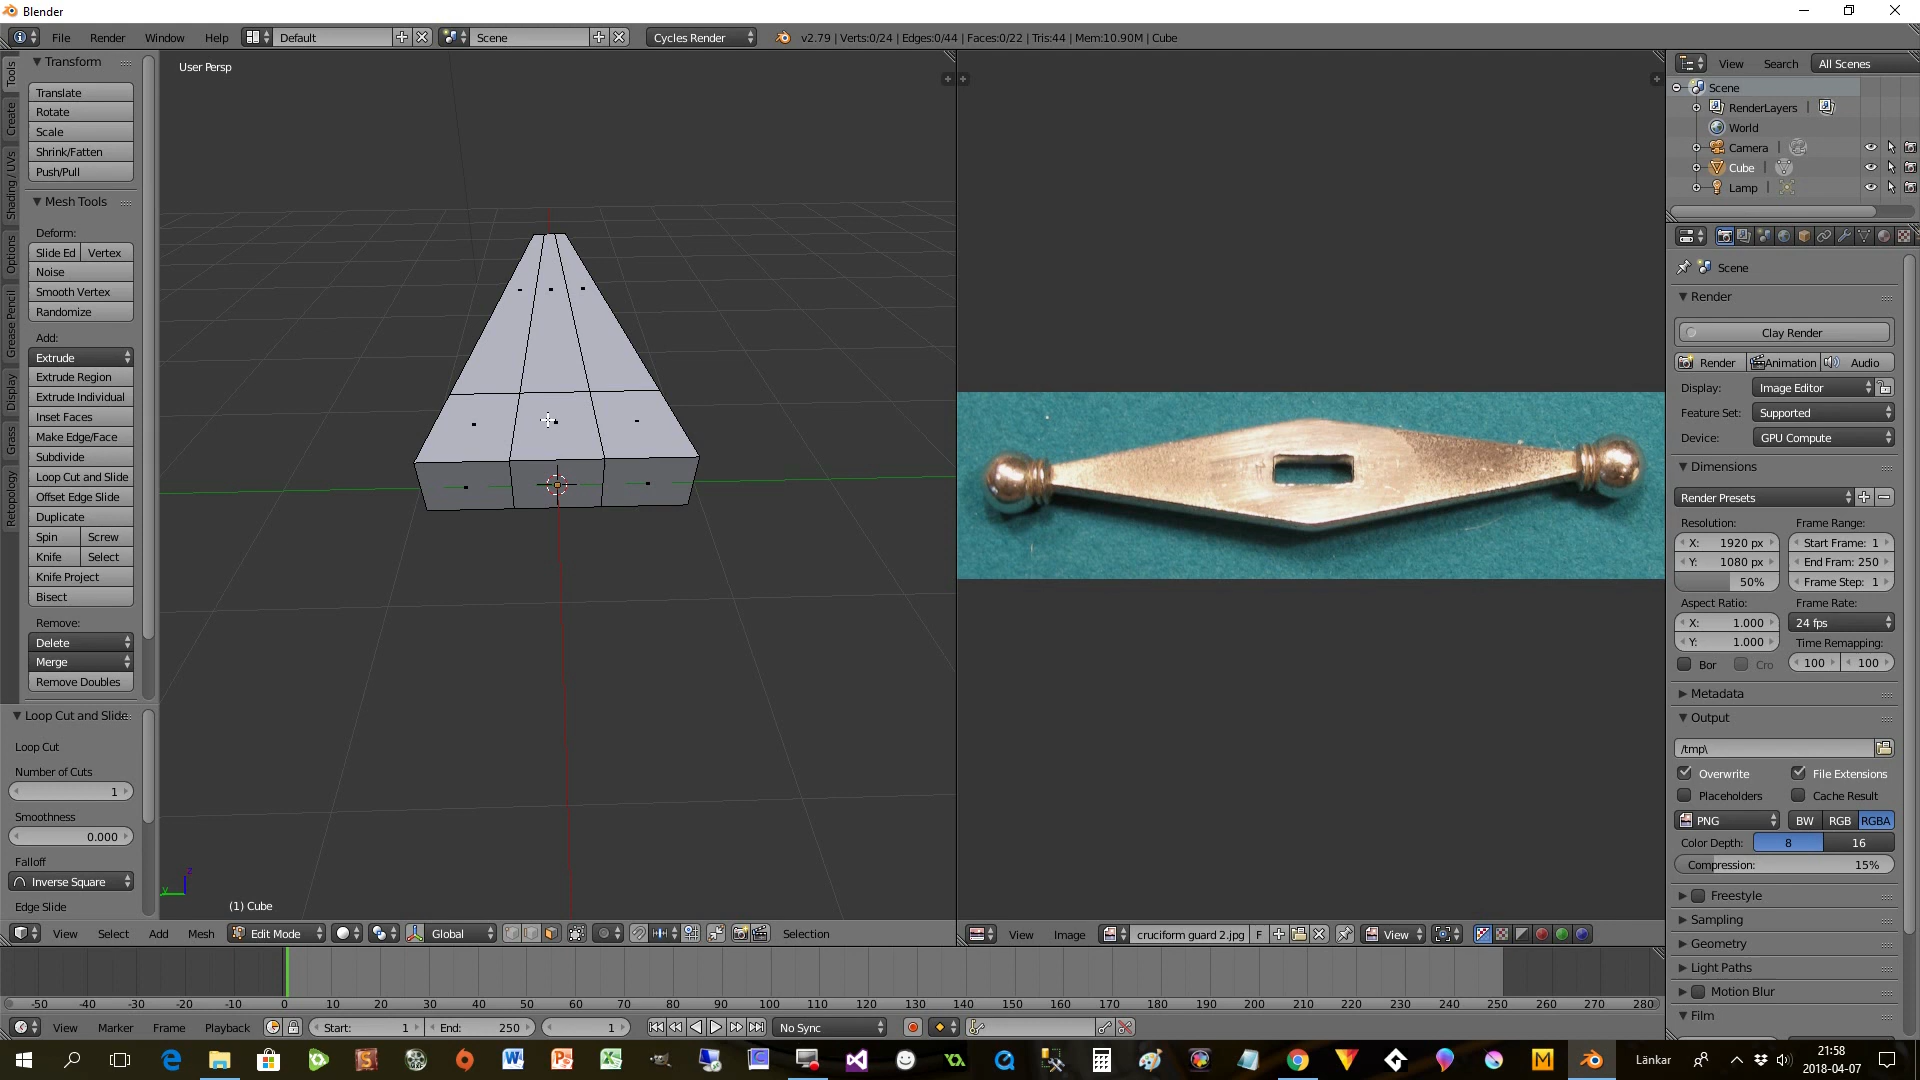 Blender
File Render Window Help Default Scene Cycles Render v2.79 | Verts:0/24 | Edges:0/44 | Faces:0/22 | Tris:44 | Mem:10.90M | Cube
Tools
Create
Shading / UVs
Options
Grease Pencil
Display
Grass
Retopology
Transform
Translate
Rotate
Scale
Shrink/Fatten
Push/Pull
Mesh Tools
Deform:
Slide Ed Vertex
Noise
Smooth Vertex
Randomize
Add:
Extrude
Extrude Region
Extrude Individual
Inset Faces
Make Edge/Face
Subdivide
Loop Cut and Slide
Offset Edge Slide
Duplicate
Spin Screw
Knife Select
Knife Project
Bisect
Remove:
Delete
Merge
Remove Doubles
Loop Cut and Slide
Loop Cut
Number of Cuts
1
Smoothness
0.000
Falloff
Inverse Square
Edge Slide
User Persp
z
y
(1) Cube
View Select Add Mesh Edit Mode Global Selection
View Image cruciform guard 2.jpg F View
View Search All Scenes
Scene
RenderLayers
World
Camera
Cube
Lamp
Scene
Render
Clay Render
Render Animation Audio
Display: Image Editor
Feature Set: Supported
Device: GPU Compute
Dimensions
Render Presets
Resolution: Frame Range:
X: 1920 px Start Frame: 1
Y: 1080 px End Fram: 250
50% Frame Step: 1
Aspect Ratio: Frame Rate:
X: 1.000 24 fps
Y: 1.000 Time Remapping:
Bor Cro 100 100
Metadata
Output
/tmp\
Overwrite File Extensions
Placeholders Cache Result
PNG BW RGB RGBA
Color Depth: 8 16
Compression: 15%
Freestyle
Sampling
Geometry
Light Paths
Motion Blur
Film
-50 -40 -30 -20 -10 0 10 20 30 40 50 60 70 80 90 100 110 120 130 140 150 160 170 180 190 200 210 220 230 240 250 260 270 280
View Marker Frame Playback Start: 1 End: 250 1 No Sync
Länkar
21:58
2018-04-07